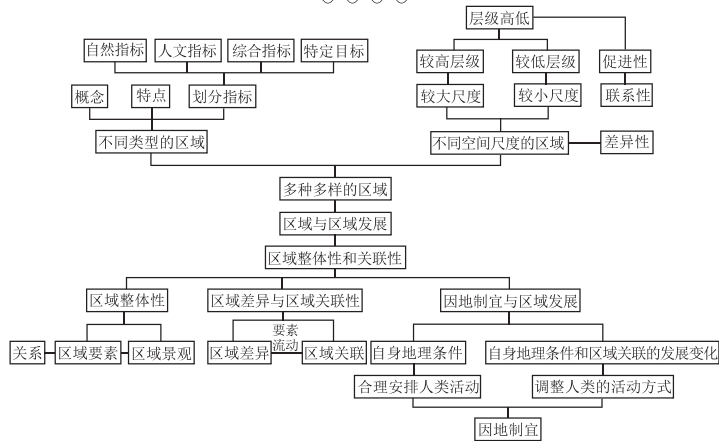 层级高低
自然指标 人文指标 综合指标 特定目标
较高层级 较低层级 促进性
概念 特点 划分指标 较大尺度 较小尺度 联系性
不同类型的区域 不同空间尺度的区域 差异性
多种多样的区域
区域与区域发展
区域整体性和关联性
区域整体性 区域差异与区域关联性 因地制宜与区域发展
要素
流动
关系 区域要素 区域景观 区域差异 区域关联 自身地理条件 自身地理条件和区域关联的发展变化
合理安排人类活动 调整人类的活动方式
因地制宜